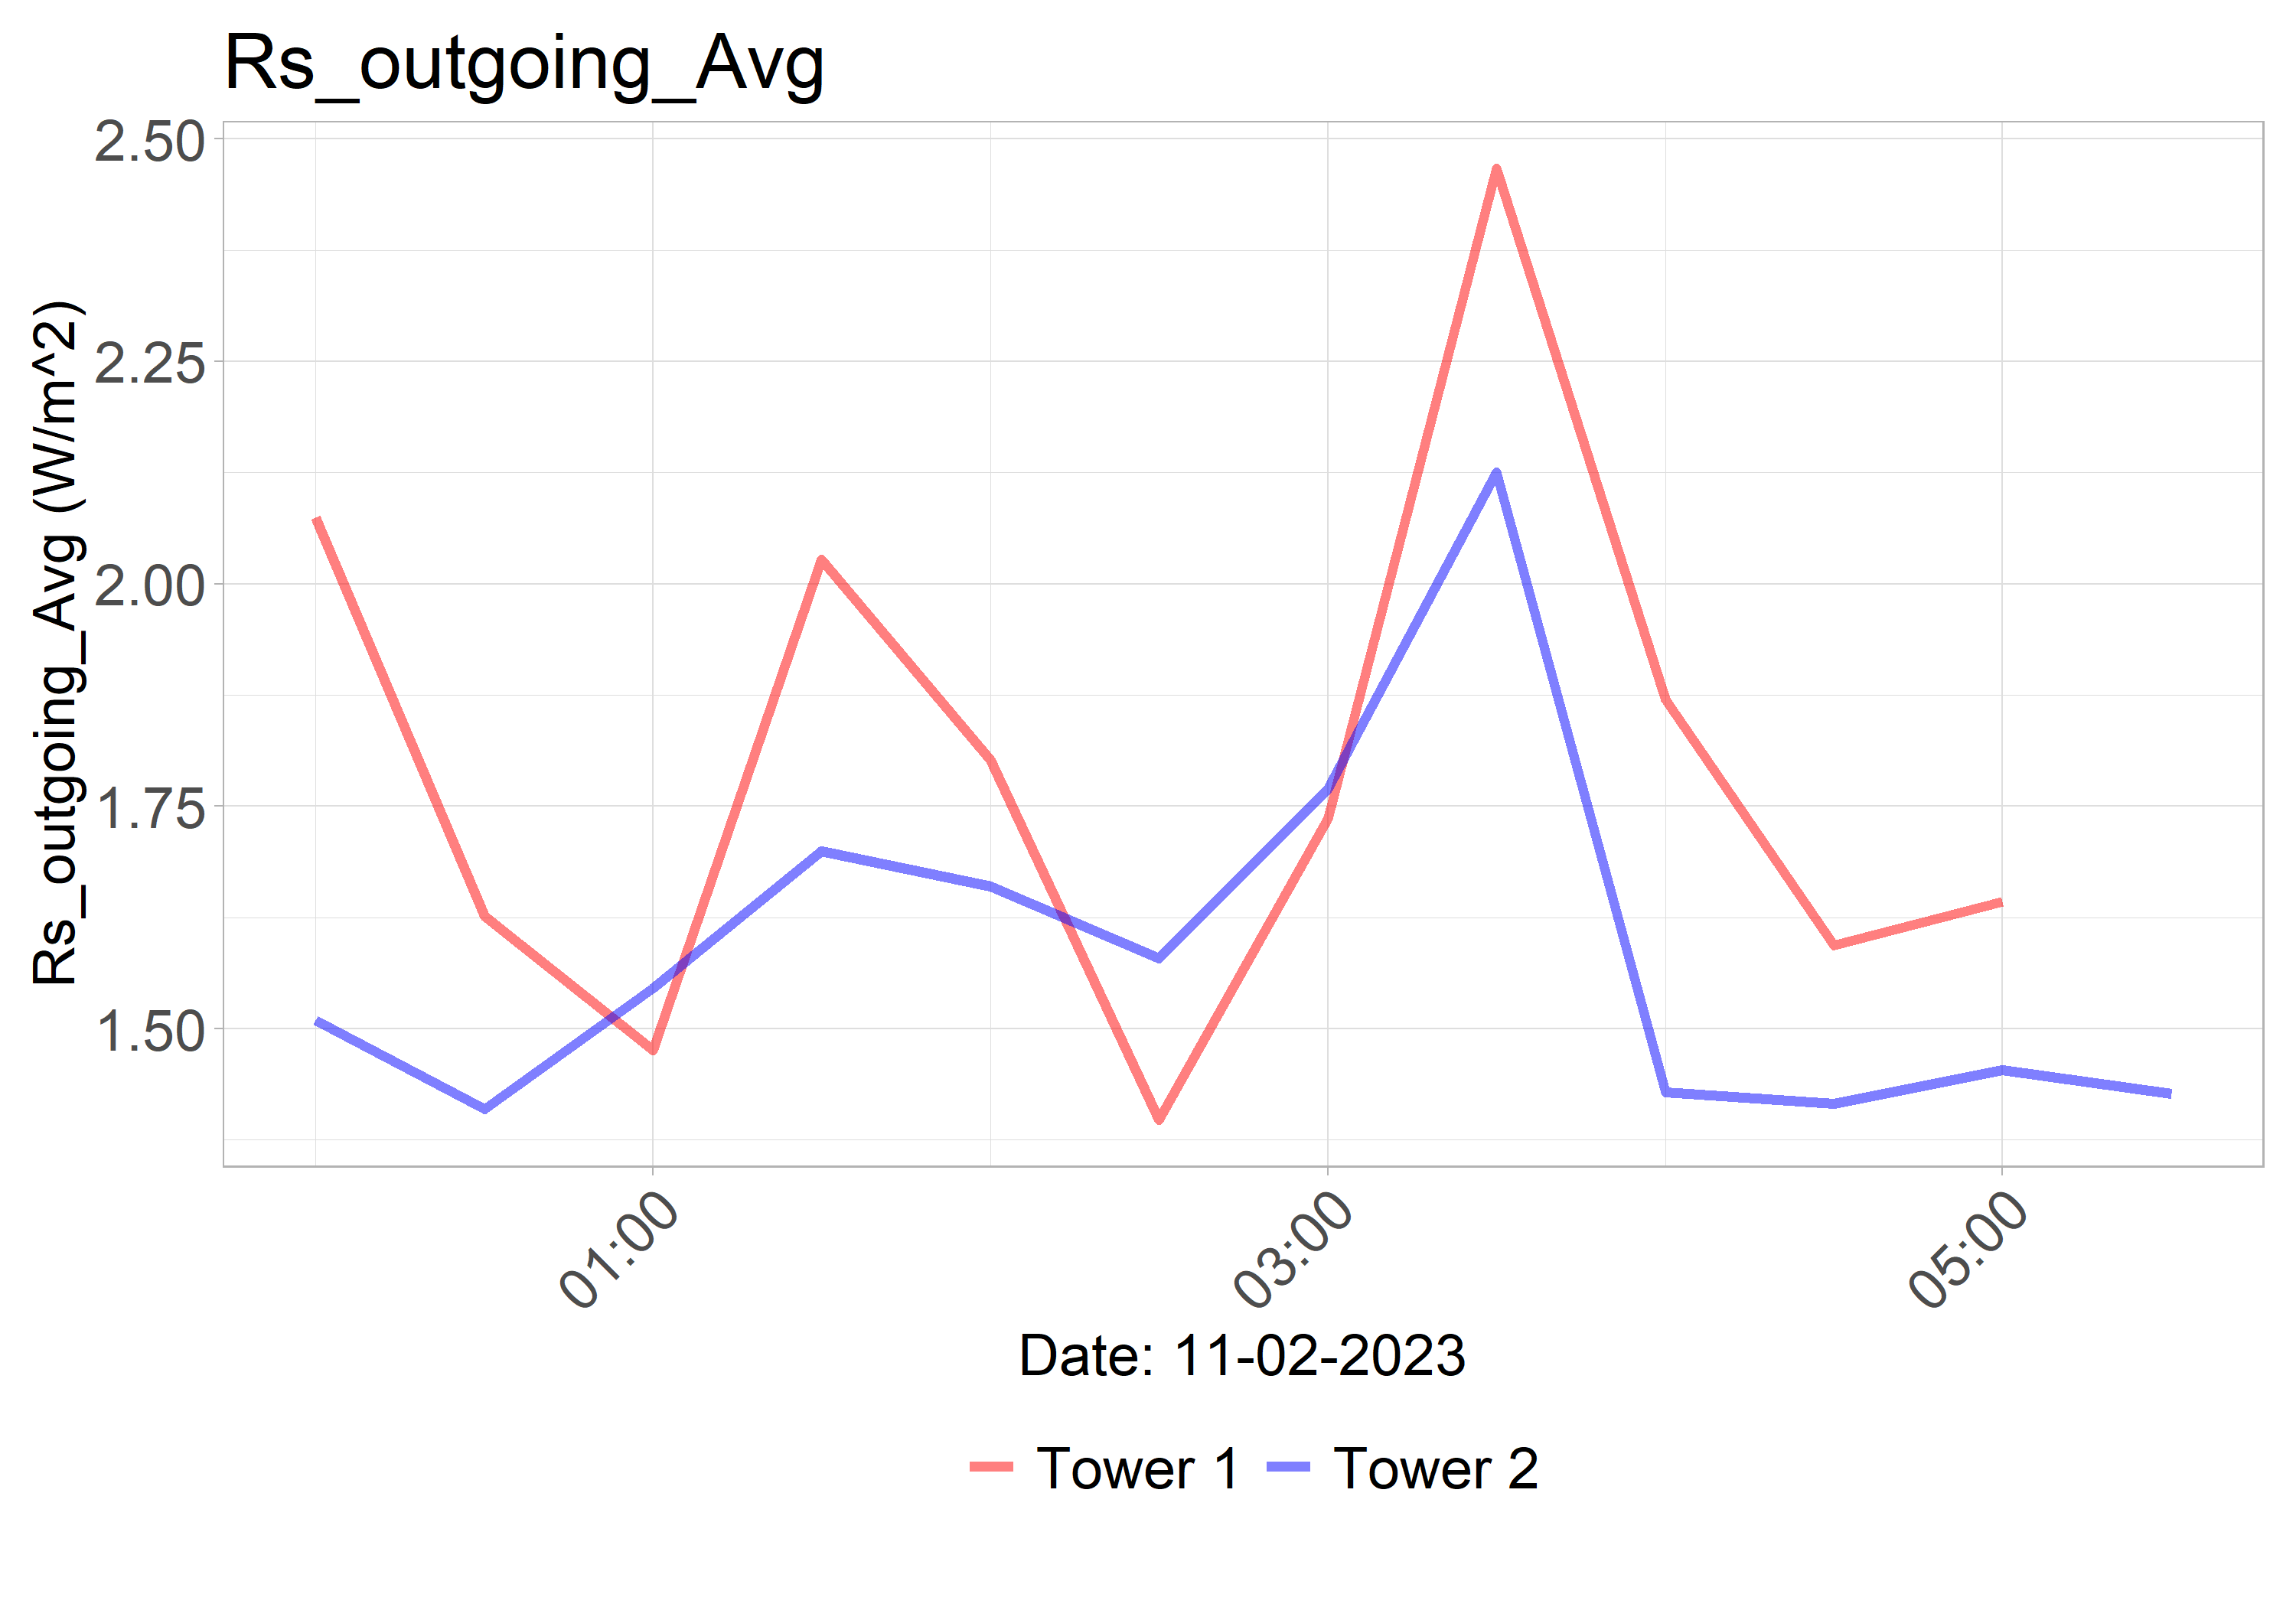 Rs_outgoing_Avg
Rs_outgoing_Avg (W/m^2)
2.50
2.25
2.00
1.75
1.50
01:00
03:00
05:00
Date: 11-02-2023
Tower 1
Tower 2